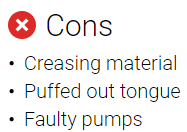 Cons
• Creasing material
• Puffed out tongue
• Faulty pumps